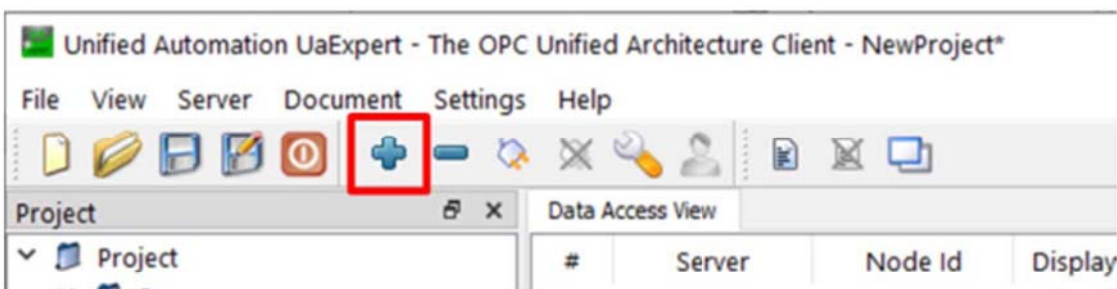 Unified Automation UaExpert - The OPC Unified Architecture Client - NewProject*
File View Server Document Settings Help
Project
Data Access View
Project
# Server Node Id Display